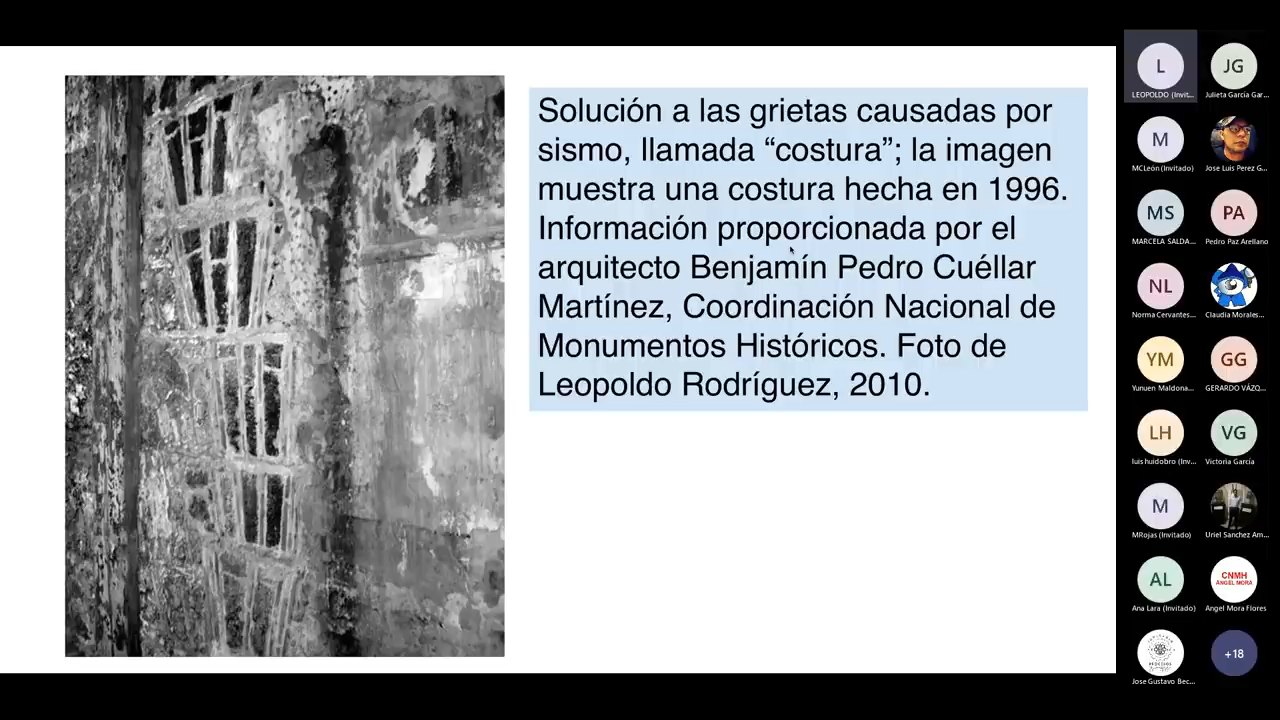 Solución a las grietas causadas por
sismo, llamada “costura”; la imagen
muestra una costura hecha en 1996.
Información proporcionada por el
arquitecto Benjamín Pedro Cuéllar
Martínez, Coordinación Nacional de
Monumentos Históricos. Foto de
Leopoldo Rodríguez, 2010.
L
LEOPOLDO (Invit...
JG
Julieta García Gar...
M
MCLeón (Invitado)
Jose Luis Perez G...
MS
MARCELA SALDA...
PA
Pedro Paz Arellano
NL
Norma Cervantes...
Claudia Morales...
YM
Yunuen Maldona...
GG
GERARDO VÁZQ...
LH
luis huidobro (Inv...
VG
Victoria García
M
MRojas (Invitado)
Uriel Sanchez Am...
AL
Ana Lara (Invitado)
CNMH
ANGEL MORA
Angel Mora Flores
Jose Gustavo Bec...
+18